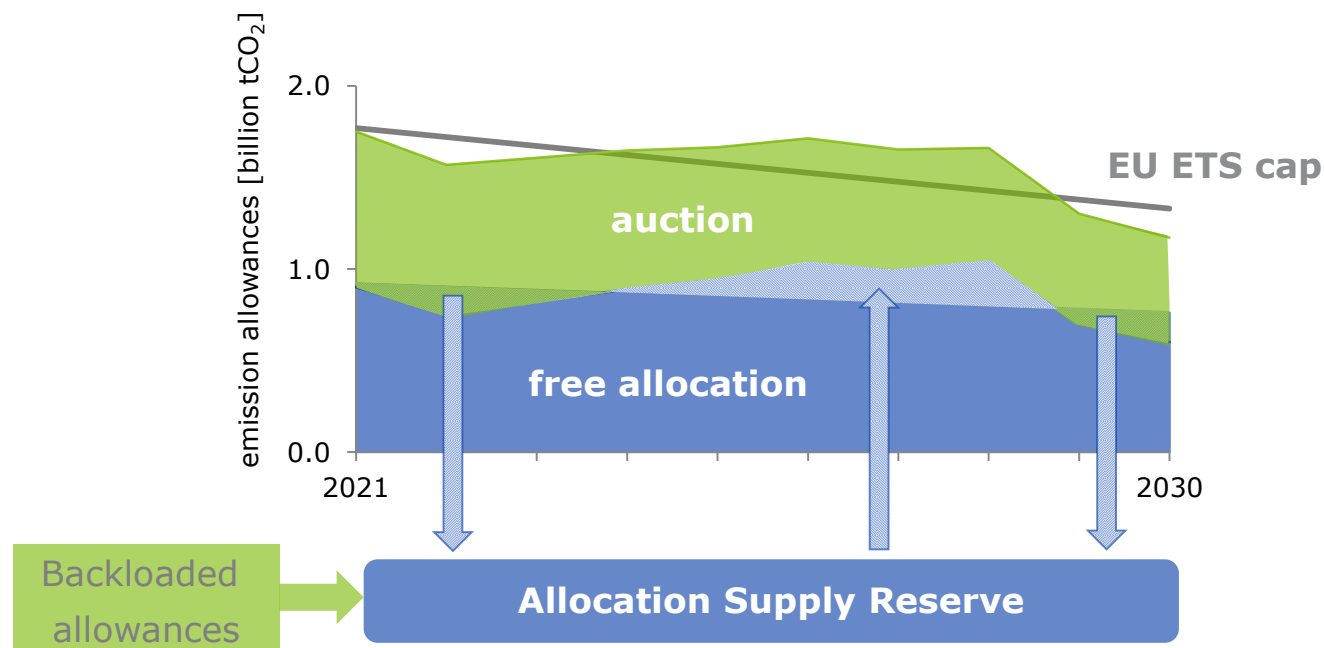 emission allowances [billion tCO₂]
2.0
EU ETS cap
auction
1.0
free allocation
0.0
2021
2030
Backloaded
allowances
Allocation Supply Reserve